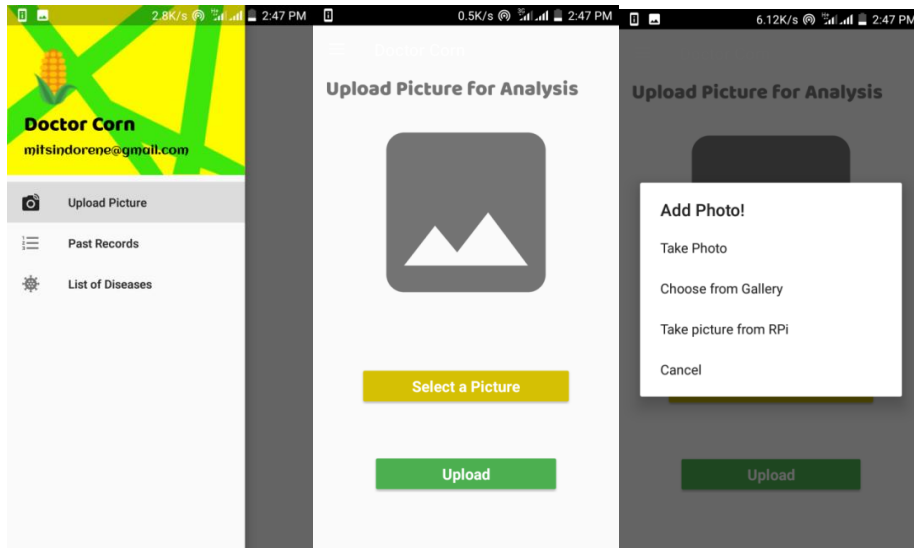 2.8K/s 2:47 PM
Doctor Corn
mitsindorene@gmail.com
Upload Picture
Past Records
List of Diseases
0.5K/s 3G 2:47 PM
Doctor Corn
Upload Picture for Analysis
Select a Picture
Upload
6.12K/s 2:47 PM
Upload Picture for Analysis
Add Photo!
Take Photo
Choose from Gallery
Take picture from RPi
Cancel
Upload